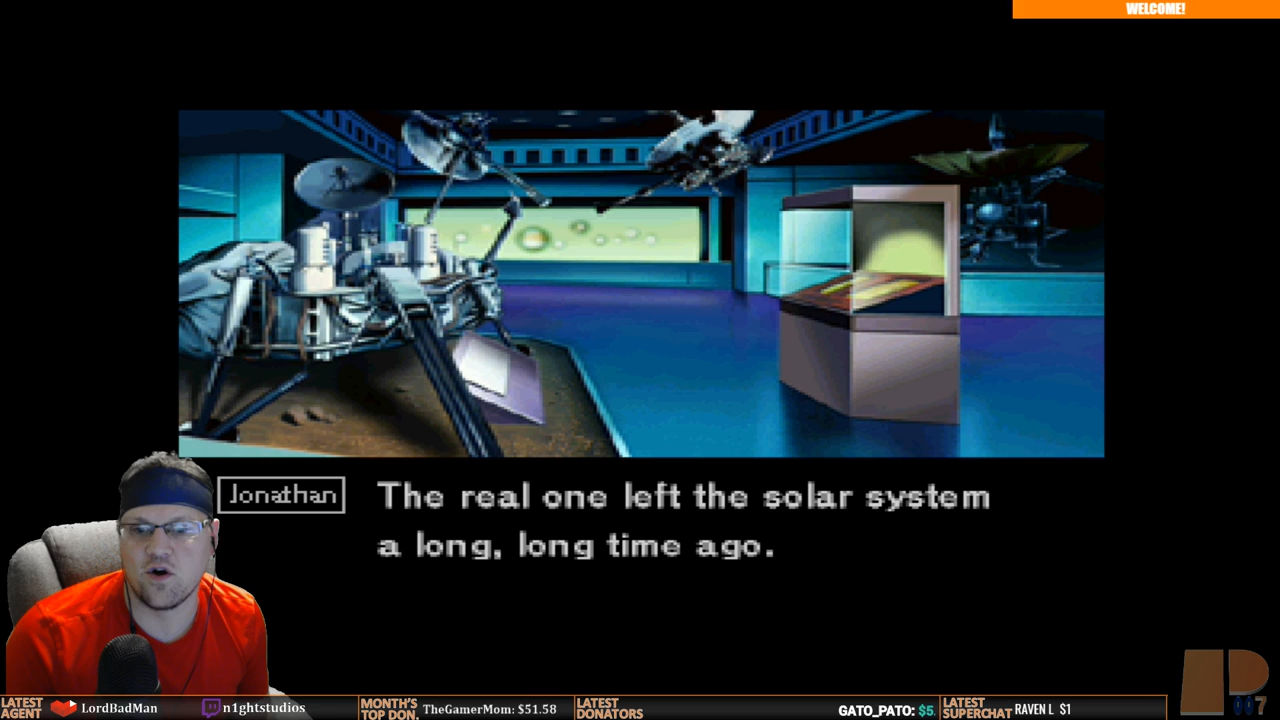 WELCOME!
Jonathan
The real one left the solar system
a long, long time ago.
LATEST
AGENT
LordBadMan
n1ghtstudios
MONTH'S
TOP DON.
TheGamerMom: $51.58
LATEST
DONATORS
GATO_PATO: $5.
LATEST
SUPERCHAT
RAVEN L $1